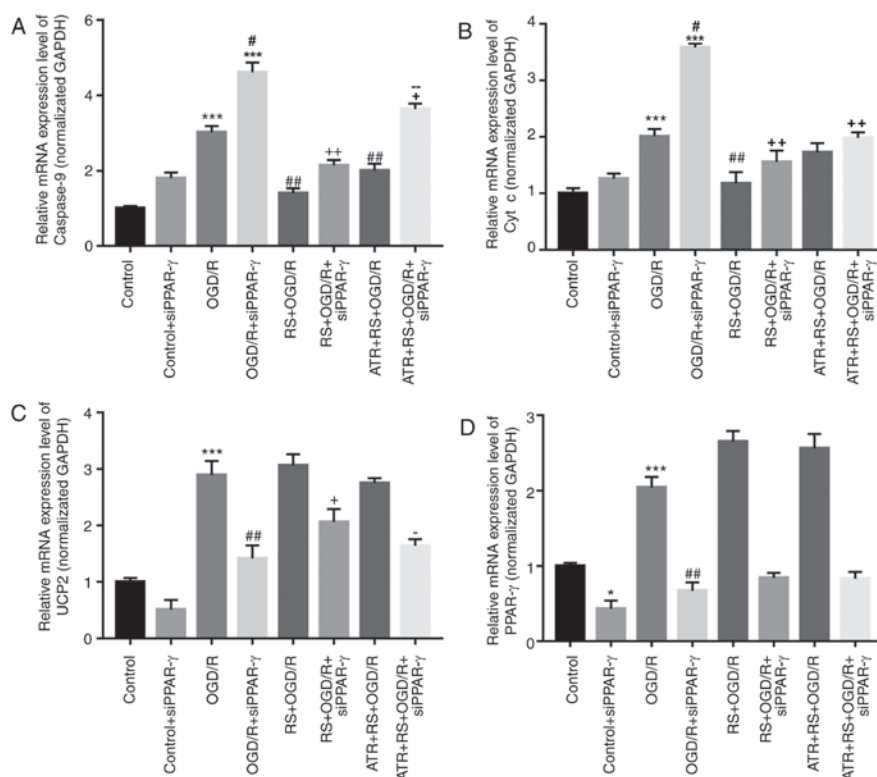 A
Relative mRNA expression level of
Caspase-9 (normalizated GAPDH)
6
4
2
0
***
#
***
##
++
##
--
+
Control
Control+siPPAR-γ
OGD/R
OGD/R+siPPAR-γ
RS+OGD/R
RS+OGD/R+
siPPAR-γ
ATR+RS+OGD/R
ATR+RS+OGD/R+
siPPAR-γ
B
Relative mRNA expression level of
Cyt c (normalizated GAPDH)
4
3
2
1
0
***
#
***
##
++
++
Control
Control+siPPAR-γ
OGD/R
OGD/R+siPPAR-γ
RS+OGD/R
RS+OGD/R+
siPPAR-γ
ATR+RS+OGD/R
ATR+RS+OGD/R+
siPPAR-γ
C
Relative mRNA expression level of
UCP2 (normalizated GAPDH)
4
3
2
1
0
***
##
+
-
Control
Control+siPPAR-γ
OGD/R
OGD/R+siPPAR-γ
RS+OGD/R
RS+OGD/R+
siPPAR-γ
ATR+RS+OGD/R
ATR+RS+OGD/R+
siPPAR-γ
D
Relative mRNA expression level of
PPAR-γ (normalizated GAPDH)
3
2
1
0
*
***
##
Control
Control+siPPAR-γ
OGD/R
OGD/R+siPPAR-γ
RS+OGD/R
RS+OGD/R+
siPPAR-γ
ATR+RS+OGD/R
ATR+RS+OGD/R+
siPPAR-γ